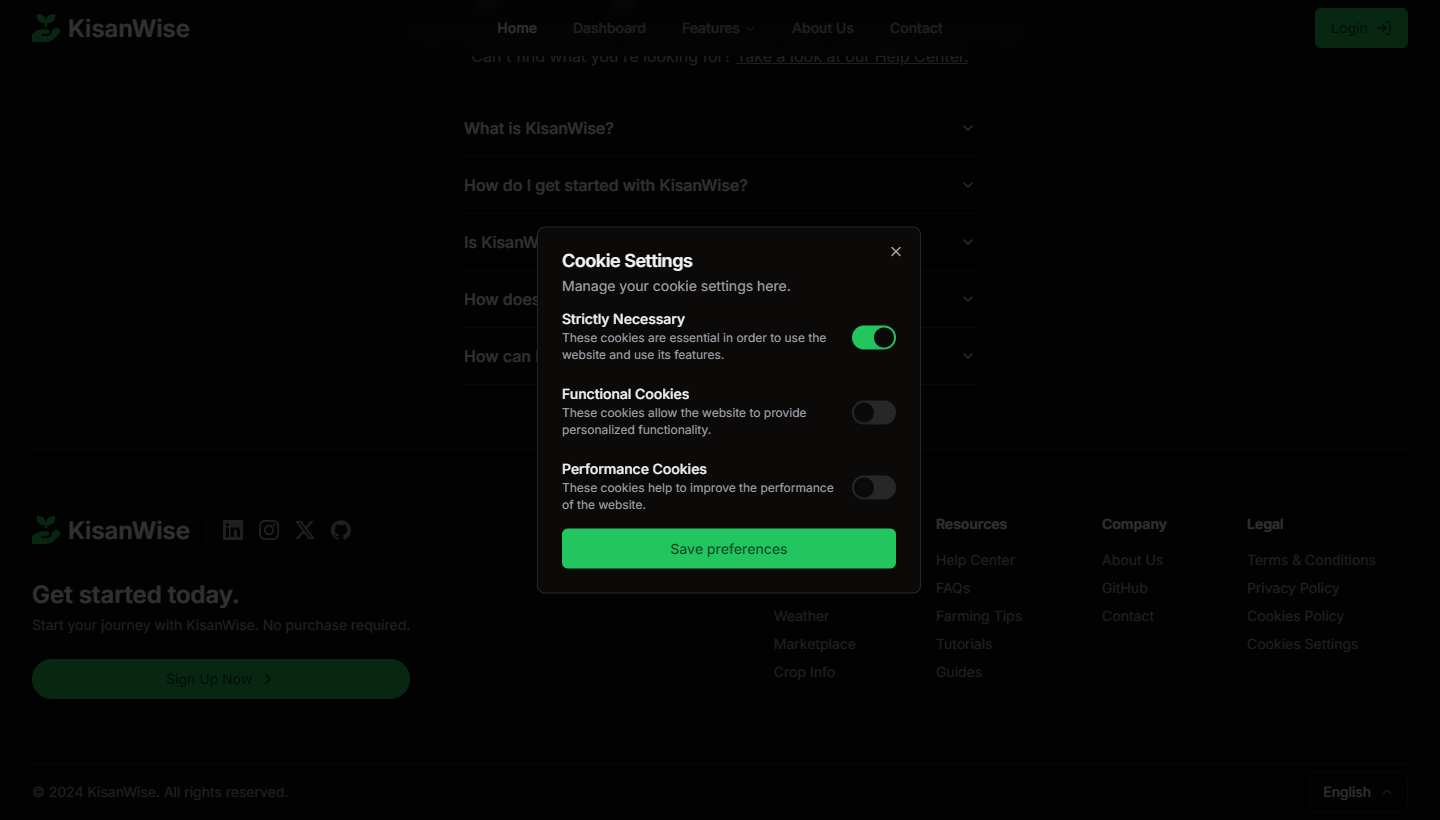 KisanWise
Home Dashboard Features About Us Contact
Login
Can't find what you're looking for? Take a look at our Help Center.
What is KisanWise?
How do I get started with KisanWise?
Is KisanW
How does
How can
Cookie Settings
Manage your cookie settings here.
Strictly Necessary
These cookies are essential in order to use the
website and use its features.
Functional Cookies
These cookies allow the website to provide
personalized functionality.
Performance Cookies
These cookies help to improve the performance
of the website.
Save preferences
KisanWise
Get started today.
Start your journey with KisanWise. No purchase required.
Sign Up Now
Weather
Marketplace
Crop Info
Resources
Help Center
FAQs
Farming Tips
Tutorials
Guides
Company
About Us
GitHub
Contact
Legal
Terms & Conditions
Privacy Policy
Cookies Policy
Cookies Settings
© 2024 KisanWise. All rights reserved.
English